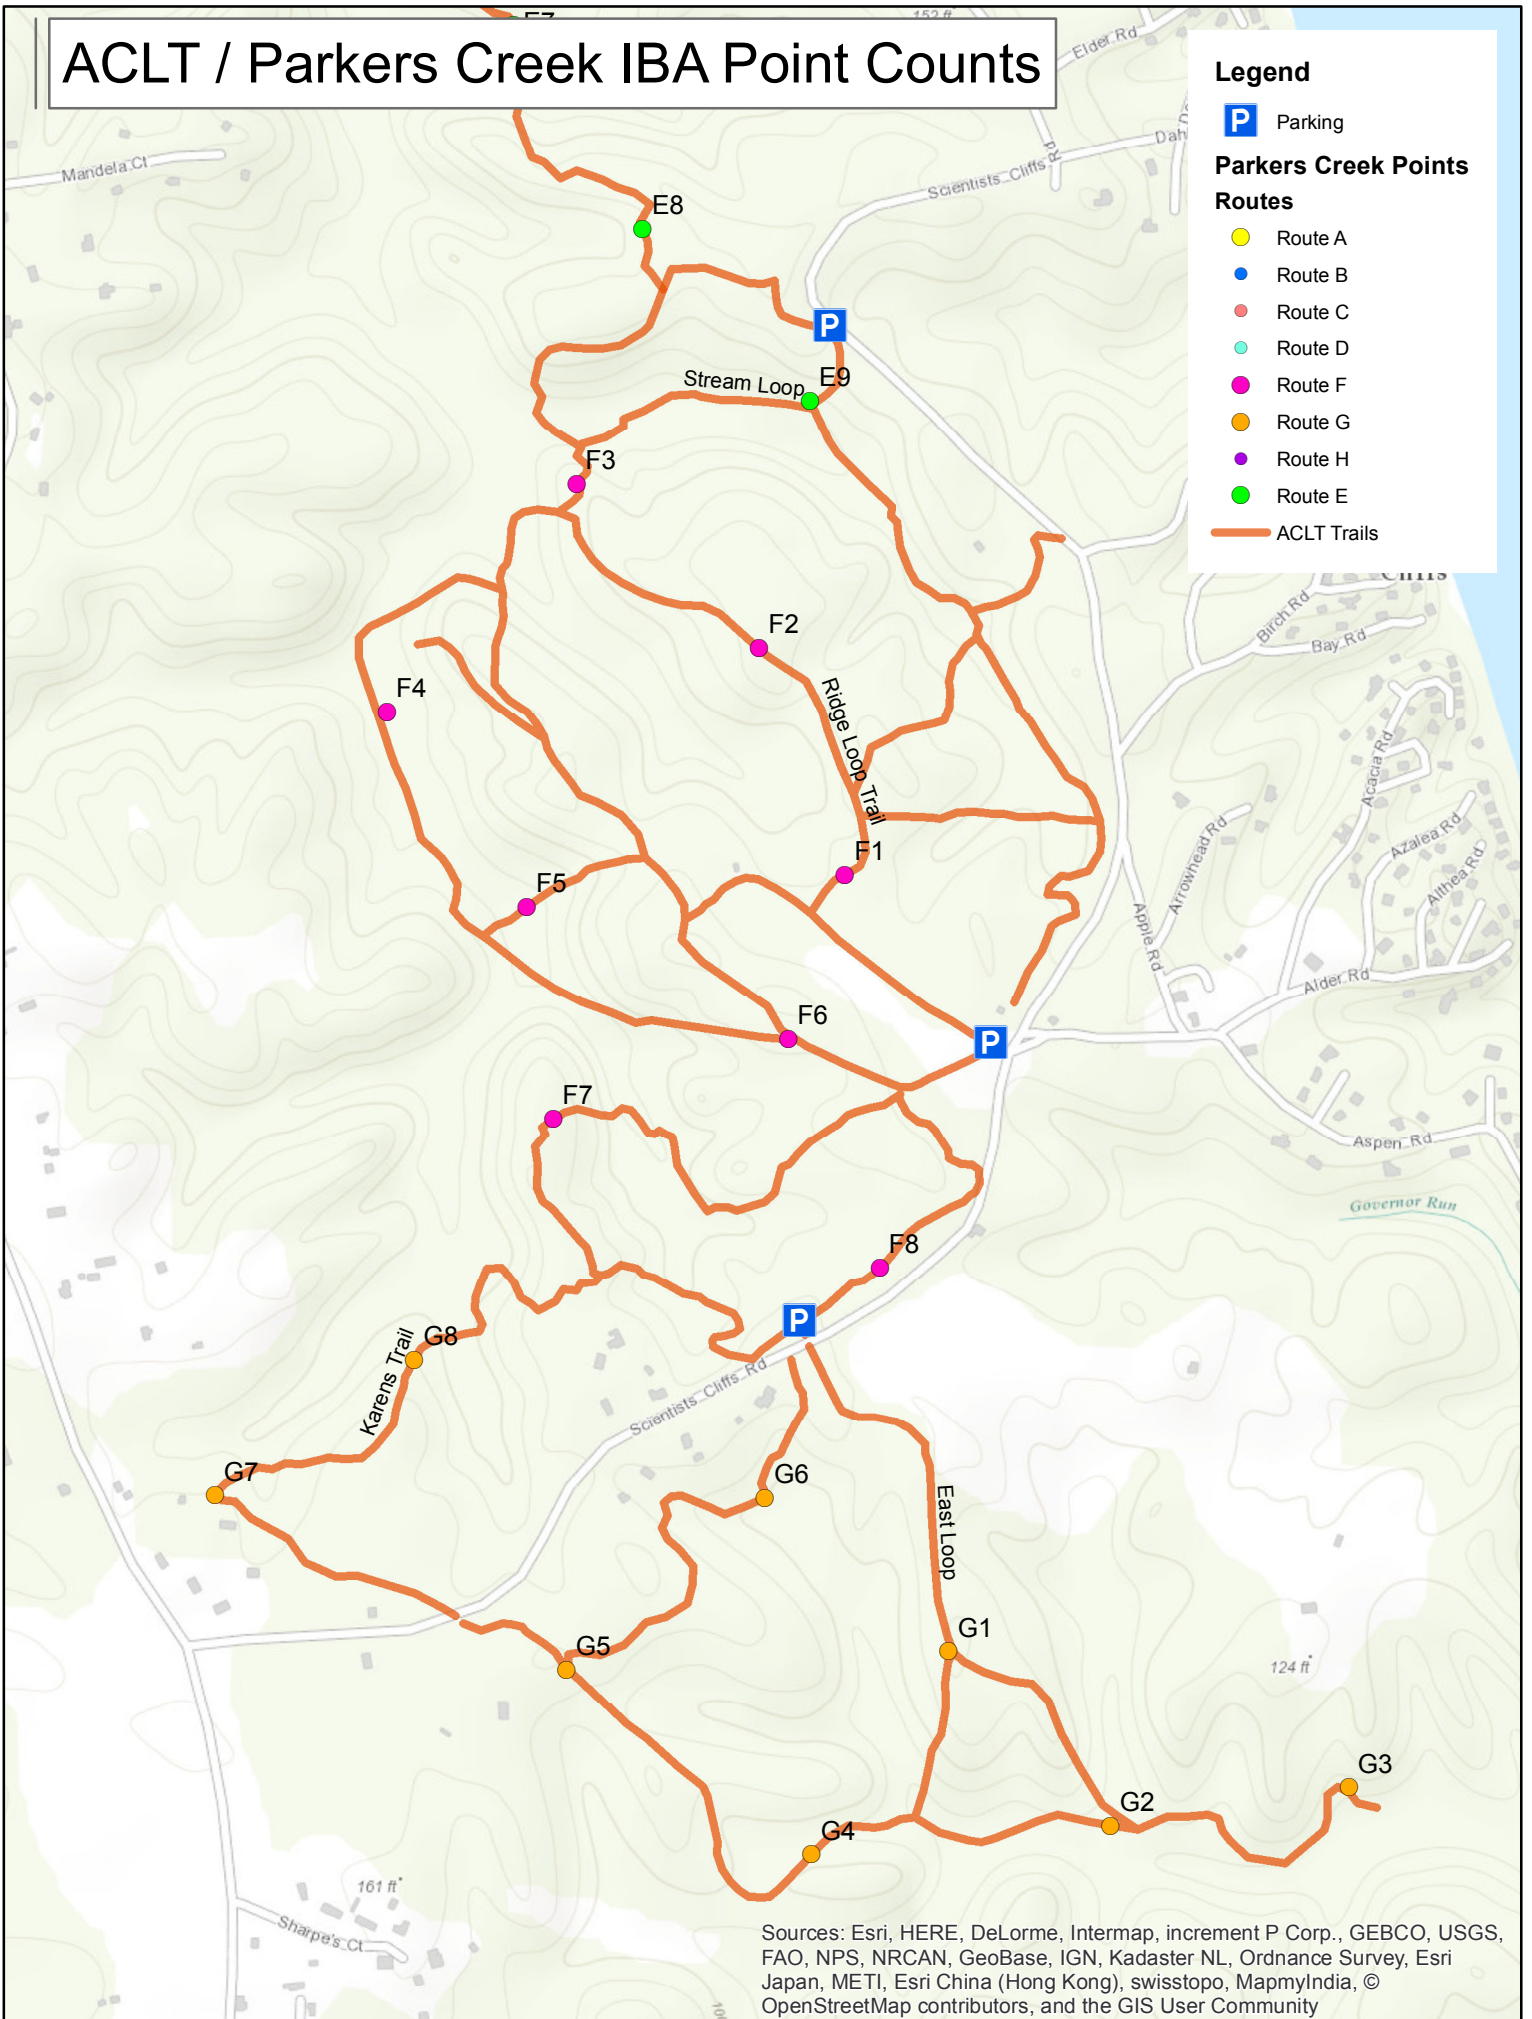 E7
152 ft
ACLT / Parkers Creek IBA Point Counts
Elder Rd
Legend
P Parking
Parkers Creek Points
Routes
Route A
Route B
Route C
Route D
Route F
Route G
Route H
Route E
ACLT Trails
Mandela Ct
Scientists Cliffs Rd
Dah
E8
P
Stream Loop
E9
F3
Cliffs
Birch Rd
Bay Rd
F2
F4
Ridge Loop Trail
Acacia Rd
Arrowhead Rd
Azalea Rd
Althea Rd
F1
F5
Apple Rd
Alder Rd
F6
P
F7
Aspen Rd
Governor Run
F8
P
G8
Karens Trail
Scientists Cliffs Rd
G7
G6
East Loop
G1
G5
124 ft
G3
G2
G4
161 ft
Sharpe's Ct
Sources: Esri, HERE, DeLorme, Intermap, increment P Corp., GEBCO, USGS,
FAO, NPS, NRCAN, GeoBase, IGN, Kadaster NL, Ordnance Survey, Esri
Japan, METI, Esri China (Hong Kong), swisstopo, MapmyIndia, ©
OpenStreetMap contributors, and the GIS User Community